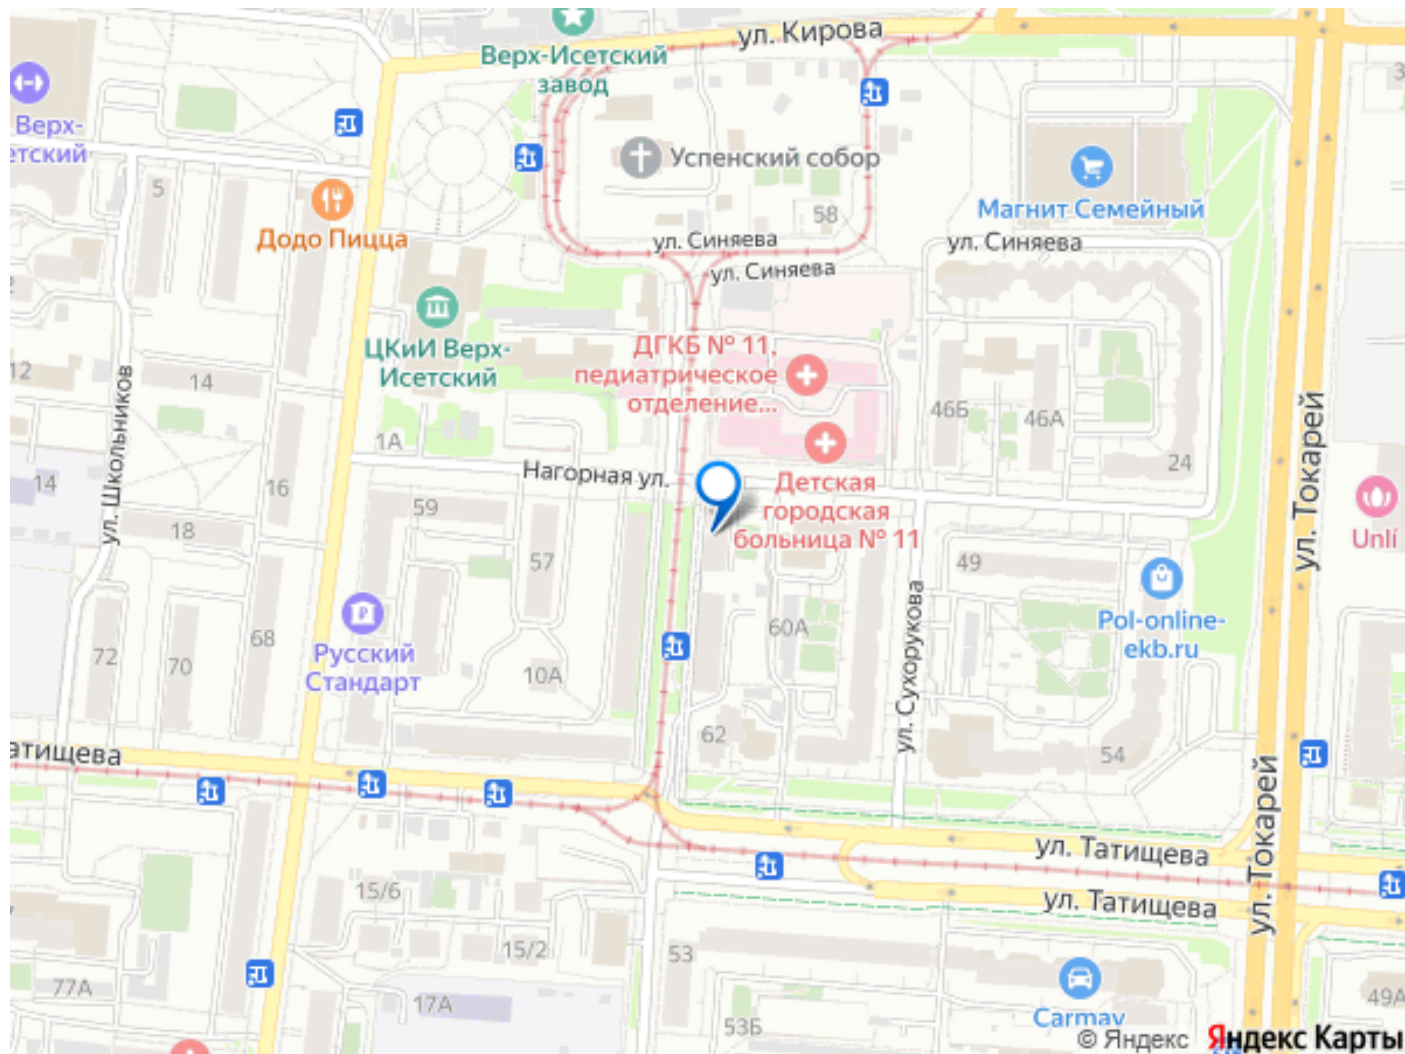 ул. Кирова
Верх-Исетский
завод
Верх-
етский
Успенский собор
5
Додо Пицца
58
Магнит Семейный
ул. Синяева
ул. Синяева
ул. Синяева
ЦКиИ Верх-
Исетский
ДГКБ № 11,
педиатрическое
отделение...
12
14
ул. Школьников
1А
46Б
46А
24
ул. Токарей
Нагорная ул.
Детская
городская
больница № 11
14
16
18
59
57
49
Unlí
Pol-online-
ekb.ru
ул. Сухорукова
60А
68
72
70
Русский
Стандарт
10А
62
54
атищева
ул. Токарей
ул. Татищева
ул. Татищева
15/6
15/2
53
77А
17А
53Б
Carmav
49А
© Яндекс Яндекс Карты